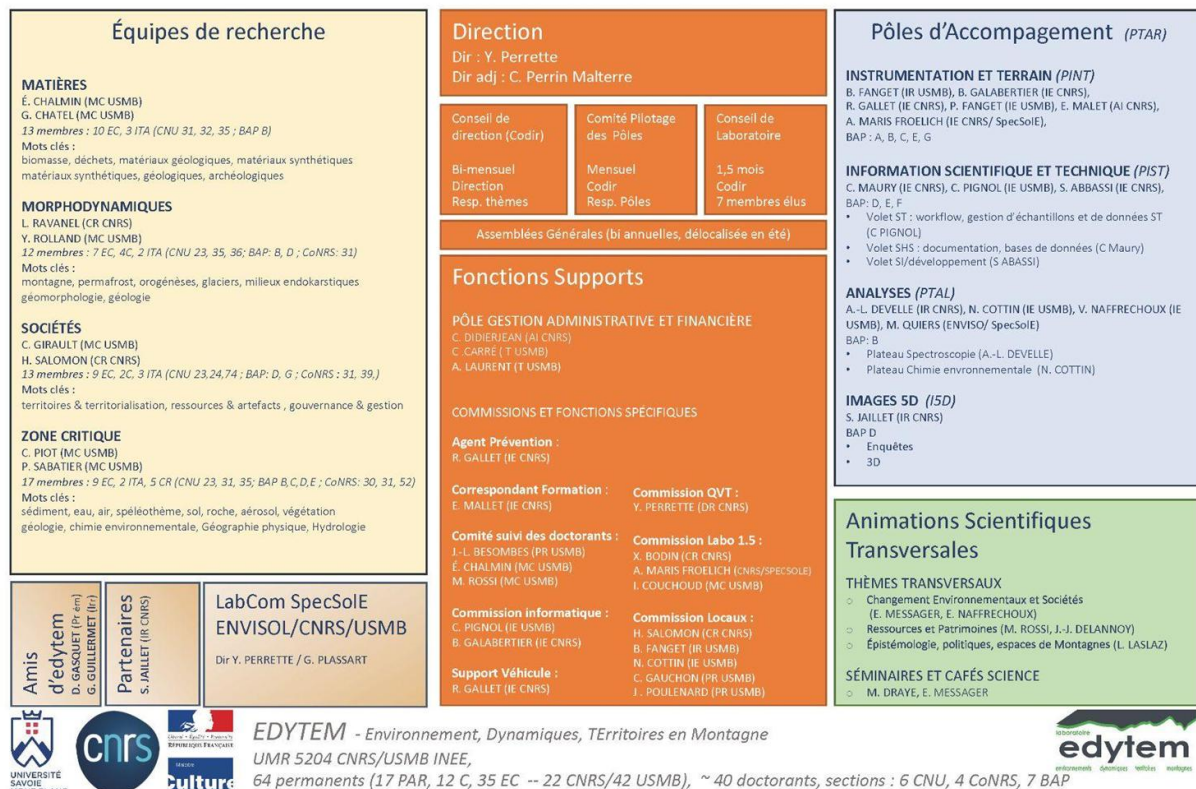 Équipes de recherche
MATIÈRES
É. CHALMIN (MC USMB)
G. CHATEL (MC USMB)
13 membres : 10 EC, 3 ITA (CNU 31, 32, 35 ; BAP B)
Mots clés :
biomasse, déchets, matériaux géologiques, matériaux synthétiques
matériaux synthétiques, géologiques, archéologiques
MORPHODYNAMIQUES
L. RAVANEL (CR CNRS)
Y. ROLLAND (MC USMB)
12 membres : 7 EC, 4C, 2 ITA (CNU 23, 35, 36; BAP: B, D ; CoNRS: 31)
Mots clés :
montagne, permafrost, orogénèses, glaciers, milieux endokarstiques
géomorphologie, géologie
SOCIÉTÉS
C. GIRAULT (MC USMB)
H. SALOMON (CR CNRS)
13 membres : 9 EC, 2C, 3 ITA (CNU 23,24,74 ; BAP: D, G ; CoNRS : 31, 39,)
Mots clés :
territoires & territorialisation, ressources & artefacts , gouvernance & gestion
ZONE CRITIQUE
C. PIOT (MC USMB)
P. SABATIER (MC USMB)
17 membres : 9 EC, 2 ITA, 5 CR (CNU 23, 31, 35; BAP B,C,D,E ; CoNRS: 30, 31, 52)
Mots clés :
sédiment, eau, air, spéléothème, sol, roche, aérosol, végétation
géologie, chimie environnementale, Géographie physique, Hydrologie
Amis
d'edytem
D. GASQUET (Pr ém)
G. GUILLERMET (Irr)
Partenaires
S. JAILLET (IR CNRS)
LabCom SpecSolE
ENVISOL/CNRS/USMB
Dir Y. PERRETTE / G. PLASSART
Direction
Dir : Y. Perrette
Dir adj : C. Perrin Malterre
Conseil de
direction (Codir)
Bi-mensuel
Direction
Resp. thèmes
Comité Pilotage
des Pôles
Mensuel
Codir
Resp. Pôles
Conseil de
Laboratoire
1,5 mois
Codir
7 membres élus
Assemblées Générales (bi annuelles, délocalisée en été)
Fonctions Supports
PÔLE GESTION ADMINISTRATIVE ET FINANCIÈRE
C. DIDIERJEAN (AI CNRS)
C .CARRÉ ( T USMB)
A. LAURENT (T USMB)
COMMISSIONS ET FONCTIONS SPÉCIFIQUES
Agent Prévention :
R. GALLET (IE CNRS)
Correspondant Formation :
E. MALLET (IE CNRS)
Comité suivi des doctorants :
J.-L. BESOMBES (PR USMB)
É. CHALMIN (MC USMB)
M. ROSSI (MC USMB)
Commission informatique :
C. PIGNOL (IE USMB)
B. GALABERTIER (IE CNRS)
Support Véhicule :
R. GALLET (IE CNRS)
Commission QVT :
Y. PERRETTE (DR CNRS)
Commission Labo 1.5 :
X. BODIN (CR CNRS)
A. MARIS FROELICH (CNRS/SPECSOLE)
I. COUCHOUD (MC USMB)
Commission Locaux :
H. SALOMON (CR CNRS)
B. FANGET (IR USMB)
N. COTTIN (IE USMB)
C. GAUCHON (PR USMB)
J . POULENARD (PR USMB)
Pôles d'Accompagement (PTAR)
INSTRUMENTATION ET TERRAIN (PINT)
B. FANGET (IR USMB), B. GALABERTIER (IE CNRS),
R. GALLET (IE CNRS), P. FANGET (IE USMB), E. MALET (AI CNRS),
A. MARIS FROELICH (IE CNRS/ SpecSolE),
BAP : A, B, C, E, G
INFORMATION SCIENTIFIQUE ET TECHNIQUE (PIST)
C. MAURY (IE CNRS), C. PIGNOL (IE USMB), S. ABBASSI (IE CNRS),
BAP: D, E, F
• Volet ST : workflow, gestion d'échantillons et de données ST
(C PIGNOL)
• Volet SHS : documentation, bases de données (C Maury)
• Volet SI/développement (S ABASSI)
ANALYSES (PTAL)
A.-L. DEVELLE (IR CNRS), N. COTTIN (IE USMB), V. NAFFRECHOUX (IE
USMB), M. QUIERS (ENVISO/ SpecSolE)
BAP: B
• Plateau Spectroscopie (A.-L. DEVELLE)
• Plateau Chimie environnementale (N. COTTIN)
IMAGES 5D (I5D)
S. JAILLET (IR CNRS)
BAP D
• Enquêtes
• 3D
Animations Scientifiques
Transversales
THÈMES TRANSVERSAUX
○ Changement Environnementaux et Sociétés
(E. MESSAGER, E. NAFFRECHOUX)
○ Ressources et Patrimoines (M. ROSSI, J.-J. DELANNOY)
○ Épistémologie, politiques, espaces de Montagnes (L. LASLAZ)
SÉMINAIRES ET CAFÉS SCIENCE
○ M. DRAYE, E. MESSAGER
UNIVERSITÉ
SAVOIE
cnrs
RÉPUBLIQUE FRANÇAISE
Culture
EDYTEM - Environnement, Dynamiques, TErritoires en Montagne
UMR 5204 CNRS/USMB INEE,
64 permanents (17 PAR, 12 C, 35 EC -- 22 CNRS/42 USMB), ~ 40 doctorants, sections : 6 CNU, 4 CoNRS, 7 BAP
laboratoire
edytem
environnements dynamiques territoires montagnes